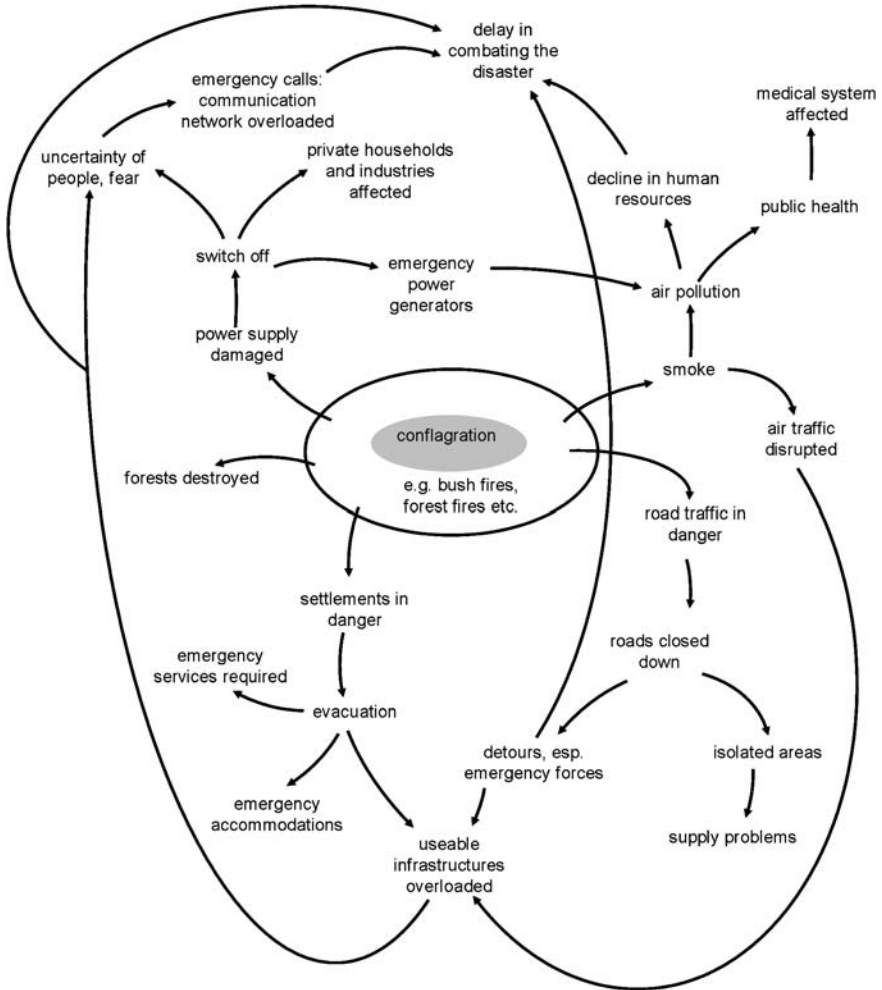 delay in
combating the
disaster
emergency calls:
communication
network overloaded
medical system
affected
uncertainty of
people, fear
private households
and industries
affected
decline in human
resources
public health
switch off
emergency
power
generators
air pollution
power supply
damaged
smoke
conflagration
air traffic
disrupted
forests destroyed
e.g. bush fires,
forest fires etc.
road traffic in
danger
settlements in
danger
roads closed
down
emergency
services required
evacuation
detours, esp.
emergency forces
isolated areas
emergency
accommodations
supply problems
useable
infrastructures
overloaded